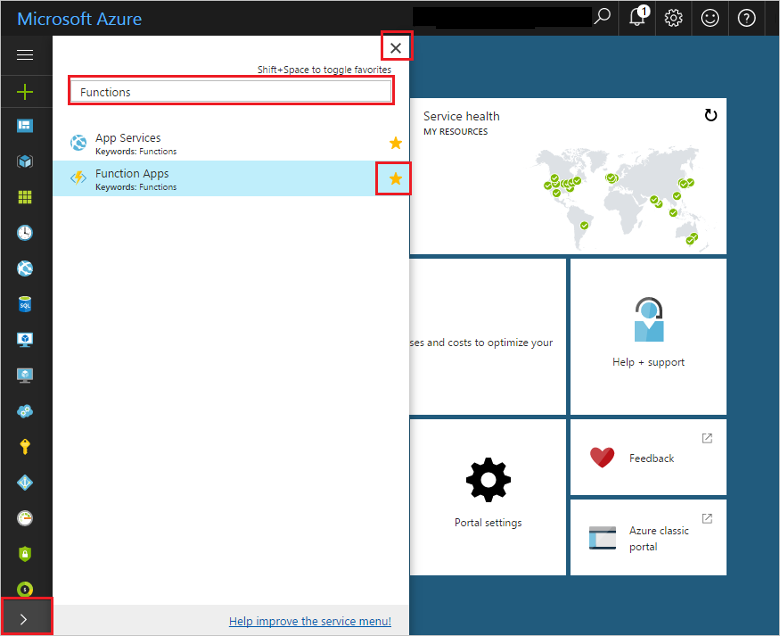 Microsoft Azure
1
Shift+Space to toggle favorites
Functions
App Services
Keywords: Functions
Function Apps
Keywords: Functions
Service health
MY RESOURCES
ses and costs to optimize your
Help + support
Portal settings
Feedback
Azure classic
portal
SQL
Help improve the service menu!